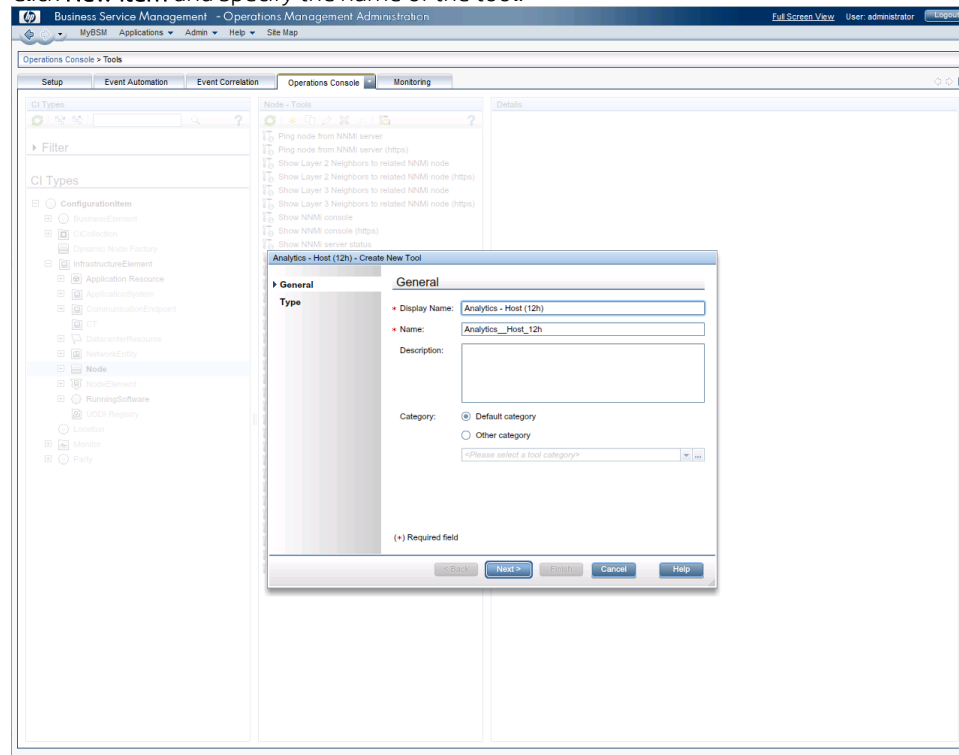 Click New Item and specify the name of the tool.
Business Service Management - Operations Management Administration
Full Screen View User: administrator Logout
MyBSM Applications Admin Help Site Map
Operations Console > Tools
Setup Event Automation Event Correlation Operations Console Monitoring
CI Types
Node - Tools
Details
Filter
CI Types
ConfigurationItem
BusinessElement
CiCollection
Dynamic Node Factory
InfrastructureElement
Application Resource
ApplicationSystem
CommunicationEndpoint
CT
DatacenterResource
NetworkEntity
Node
NodeElement
RunningSoftware
UDDI Registry
Location
Monitor
Party
Ping node from NNMi server
Ping node from NNMi server (https)
Show Layer 2 Neighbors to related NNMi node
Show Layer 2 Neighbors to related NNMi node (https)
Show Layer 3 Neighbors to related NNMi node
Show Layer 3 Neighbors to related NNMi node (https)
Show NNMi console
Show NNMi console (https)
Show NNMi server status
Analytics - Host (12h) - Create New Tool
General
Type
General
* Display Name: Analytics - Host (12h)
* Name: Analytics__Host_12h
Description:
Category: Default category
Other category
<Please select a tool category>
(+) Required field
< Back Next > Finish Cancel Help